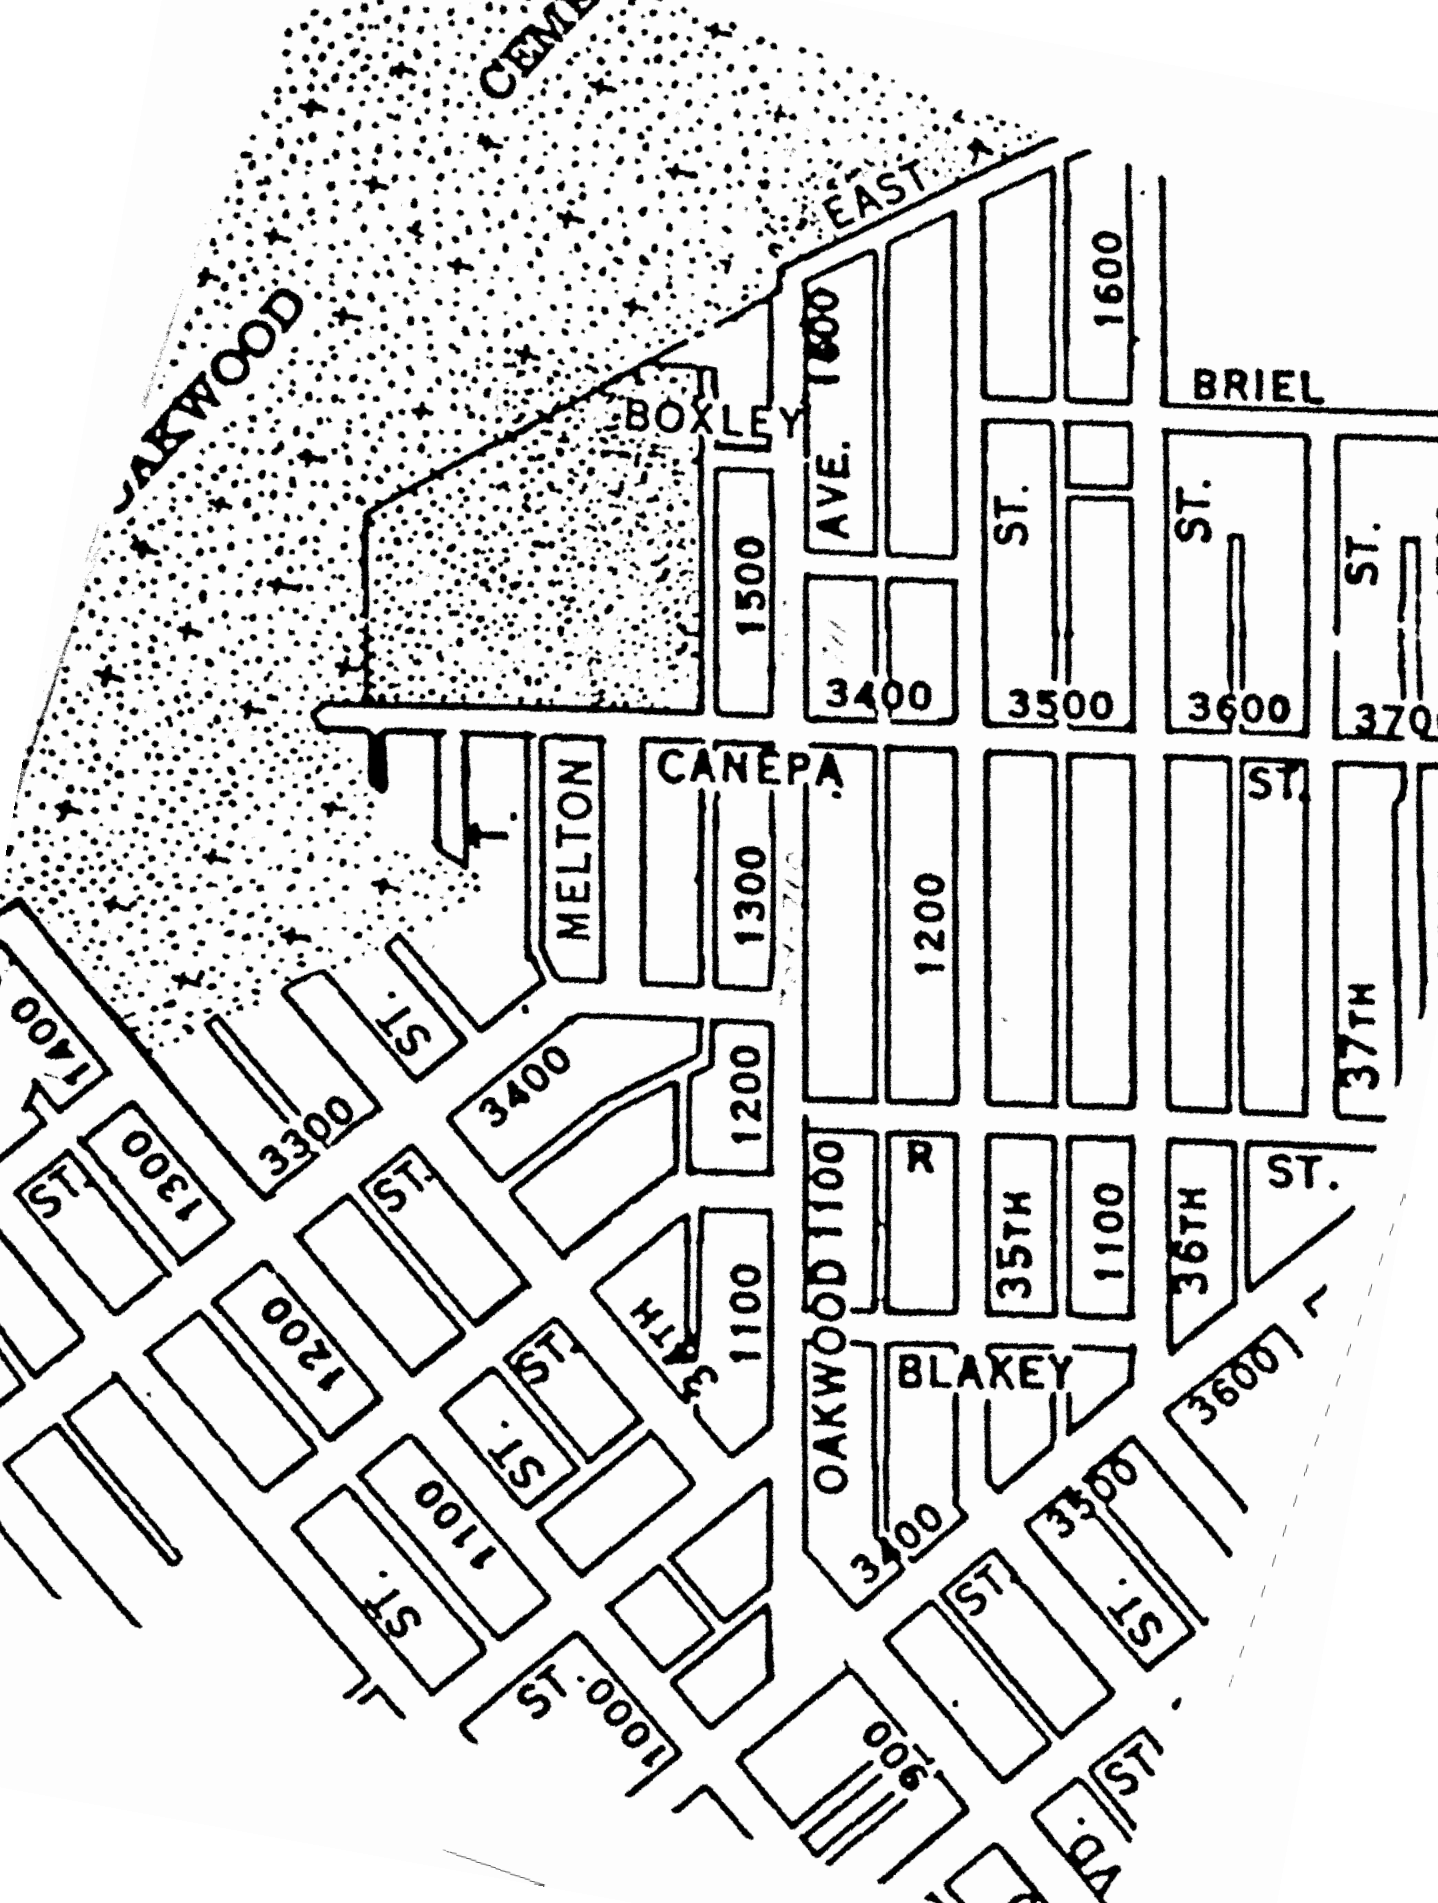 CEME
OAKWOOD
EAST
1600
BRIEL
BOXLEY
AVE.
ST.
ST.
ST.
1500
3400
3500
3600
370
CANEPA
ST.
MELTON
T.
1300
1200
37TH
1400
ST.
3400
1200
3300
1300
ST.
ST.
1100
R
35TH
1100
36TH
ST.
1200
34TH
1100
OAKWOOD
BLAKEY
3600
ST.
ST.
1100
3400
3500
ST.
ST.
ST.
ST.
1000
900
ST.
VD.